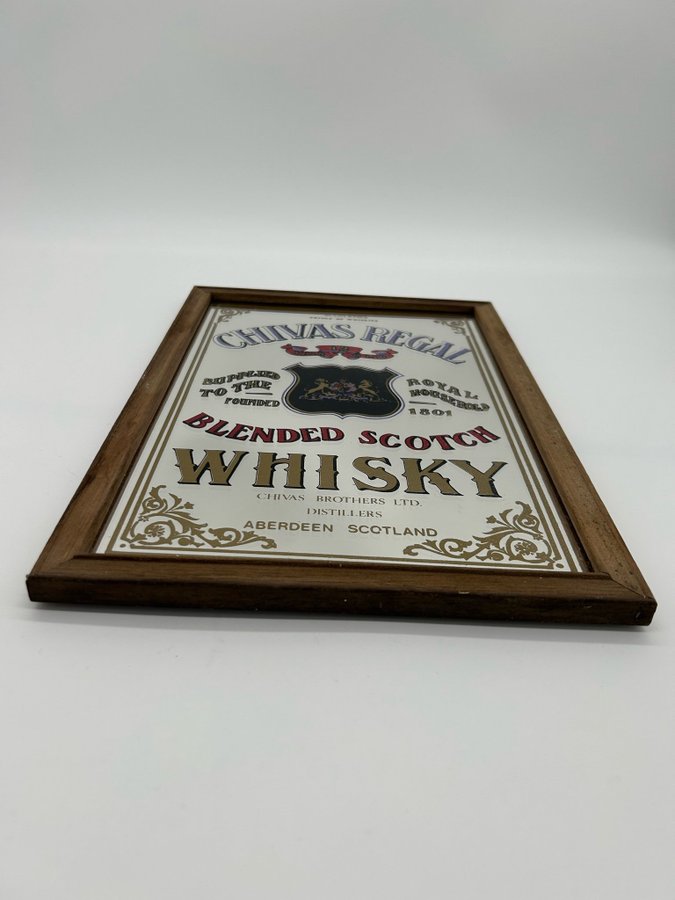 CHIVAS REGAL
SUPPLIED TO THE ROYAL HOUSEHOLD
FOUNDED 1801
BLENDED SCOTCH
WHISKY
CHIVAS BROTHERS LTD.
DISTILLERS
ABERDEEN SCOTLAND